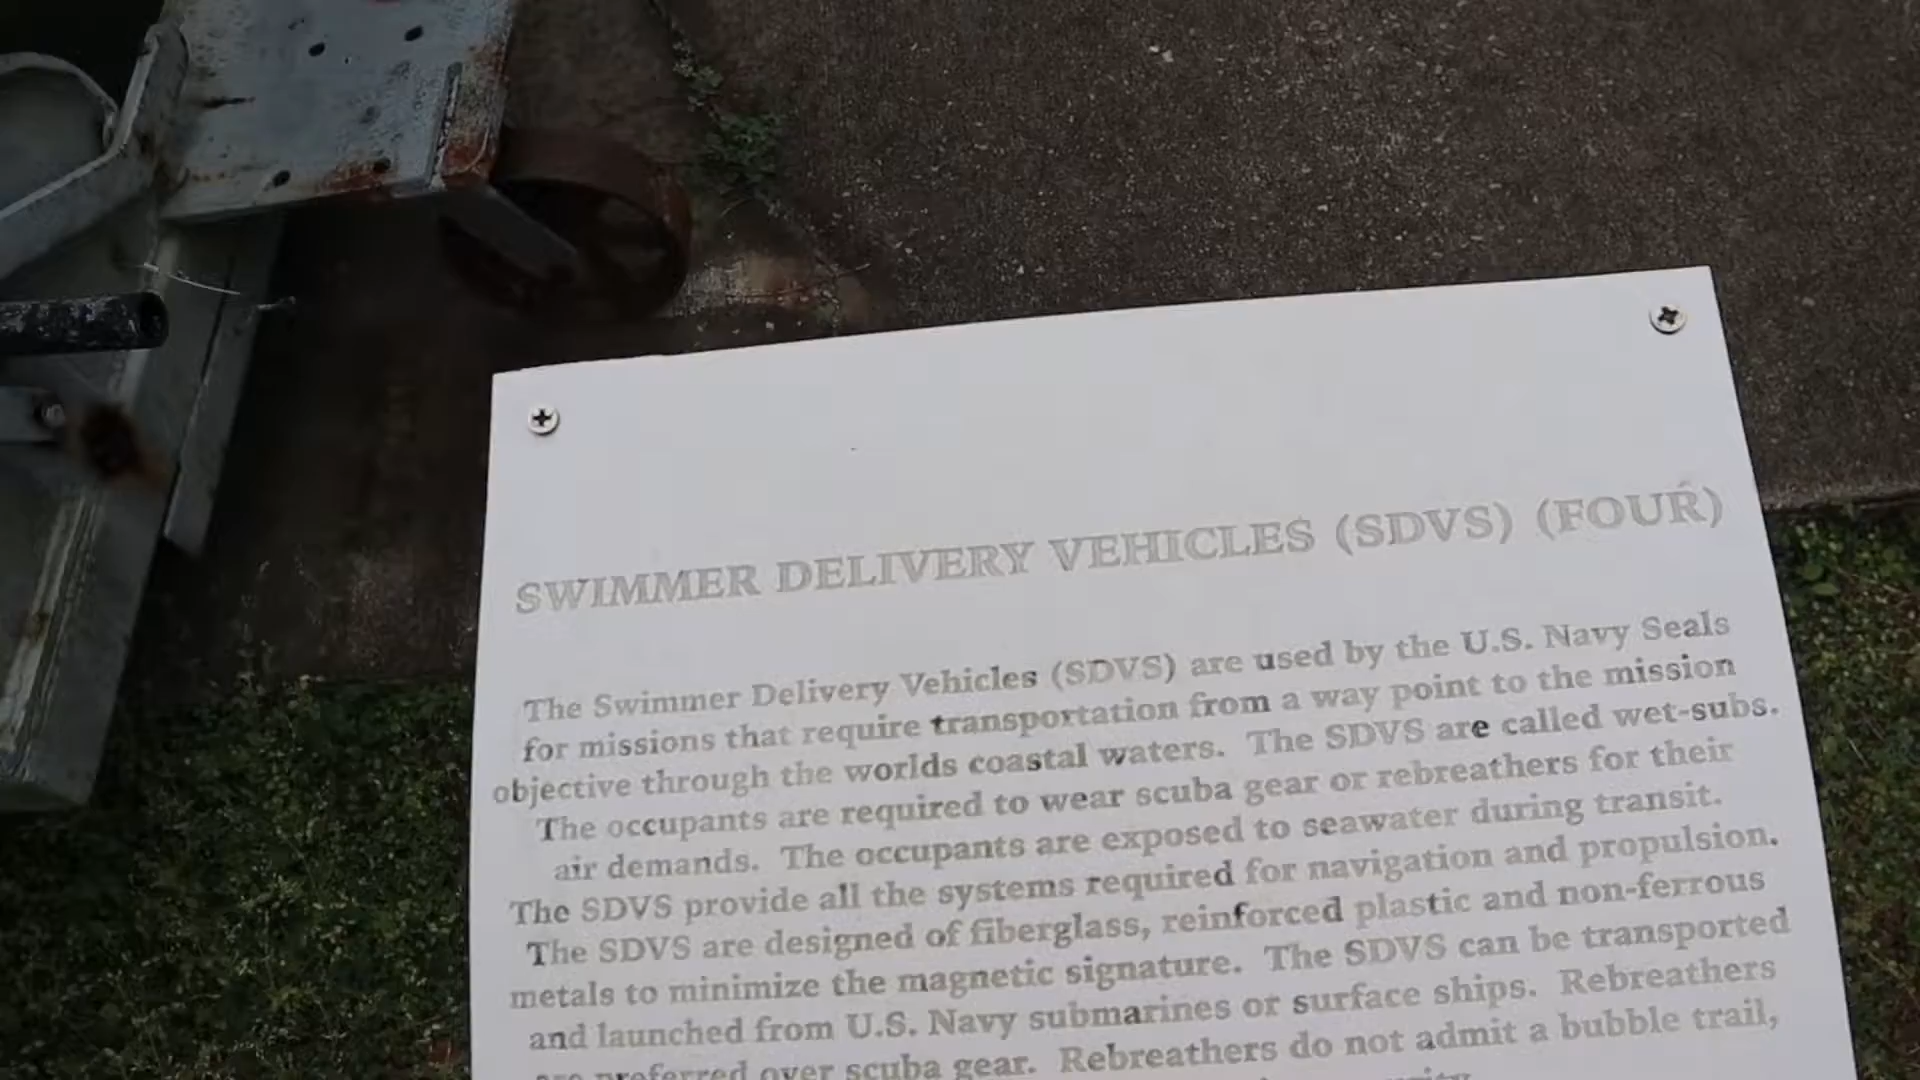 SWIMMER DELIVERY VEHICLES (SDVS) (FOUR)
The Swimmer Delivery Vehicles (SDVS) are used by the U.S. Navy Seals
for missions that require transportation from a way point to the mission
objective through the worlds coastal waters. The SDVS are called wet-subs.
The occupants are required to wear scuba gear or rebreathers for their
air demands. The occupants are exposed to seawater during transit.
The SDVS provide all the systems required for navigation and propulsion.
The SDVS are designed of fiberglass, reinforced plastic and non-ferrous
metals to minimize the magnetic signature. The SDVS can be transported
and launched from U.S. Navy submarines or surface ships. Rebreathers
are preferred over scuba gear. Rebreathers do not admit a bubble trail,